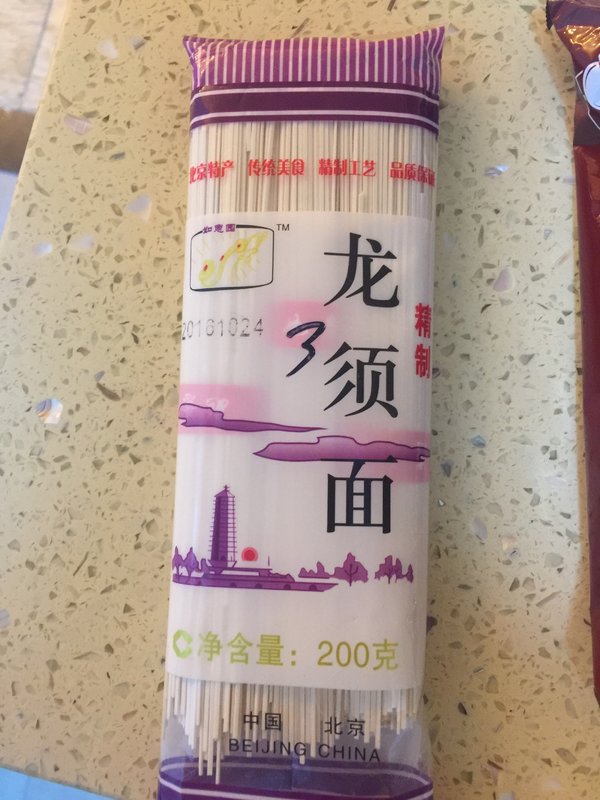 北京特产 传统美食 精制工艺 品质保证
如意园
TM
龙须面
精制
20161024
3
净含量：200克
中国 北京
BEIJING CHINA